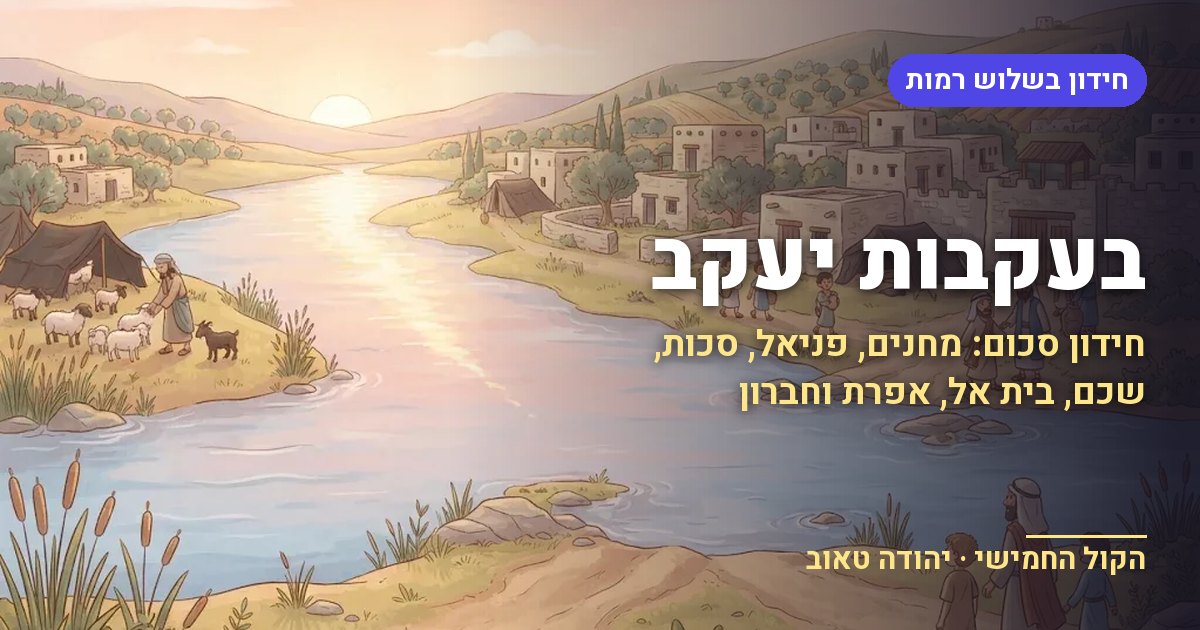 חידון בשלוש רמות
בעקבות יעקב
חידון סכום: מחנים, פניאל, סכות,
שכם, בית אל, אפרת וחברון
הקול החמישי · יהודה טאוב